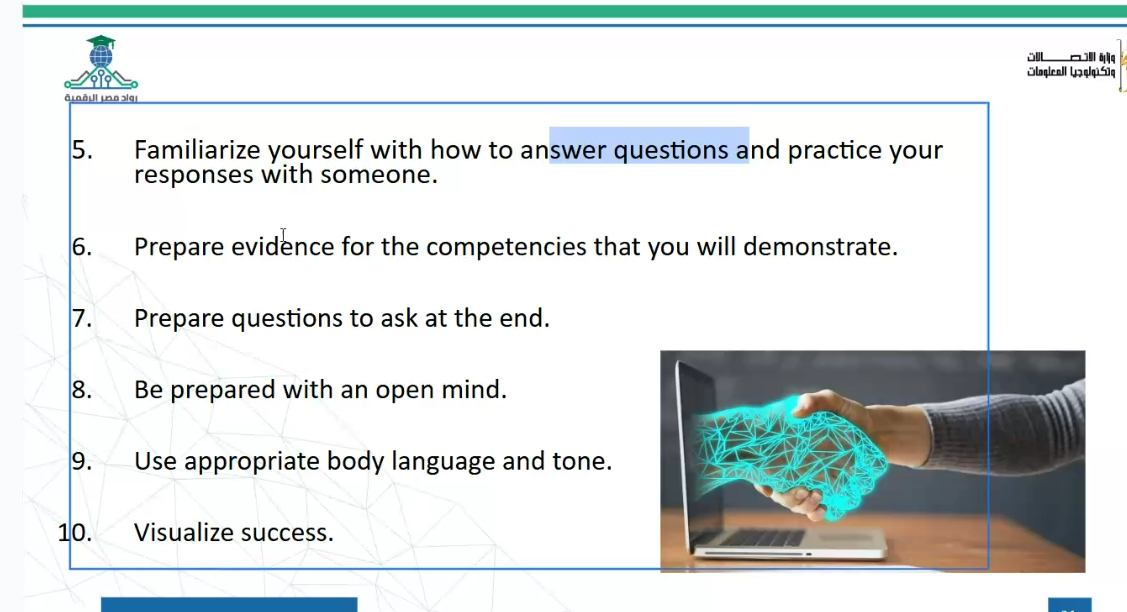 رواد مصر الرقمية
وزارة الاتصـــالات
وتكنولوجيا المعلومات
5. Familiarize yourself with how to answer questions and practice your
responses with someone.
6. Prepare evidence for the competencies that you will demonstrate.
7. Prepare questions to ask at the end.
8. Be prepared with an open mind.
9. Use appropriate body language and tone.
10. Visualize success.